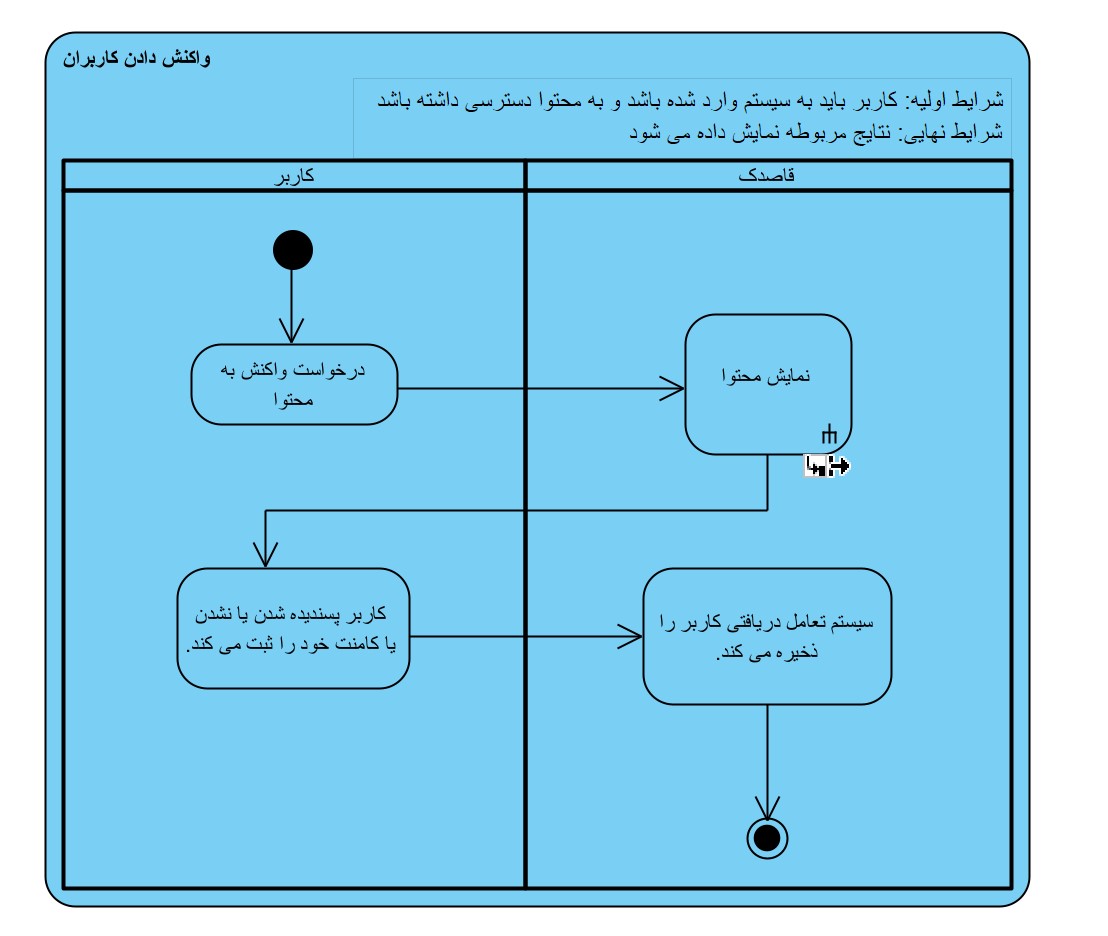 واکنش دادن کاربران
شرایط اولیه: کاربر باید به سیستم وارد شده باشد و به محتوا دسترسی داشته باشد
شرایط نهایی: نتایج مربوطه نمایش داده می شود
کاربر
قاصدک
درخواست واکنش به
محتوا
نمایش محتوا
کاربر پسندیده شدن یا نشدن
یا کامنت خود را ثبت می کند.
سیستم تعامل دریافتی کاربر را
ذخیره می کند.